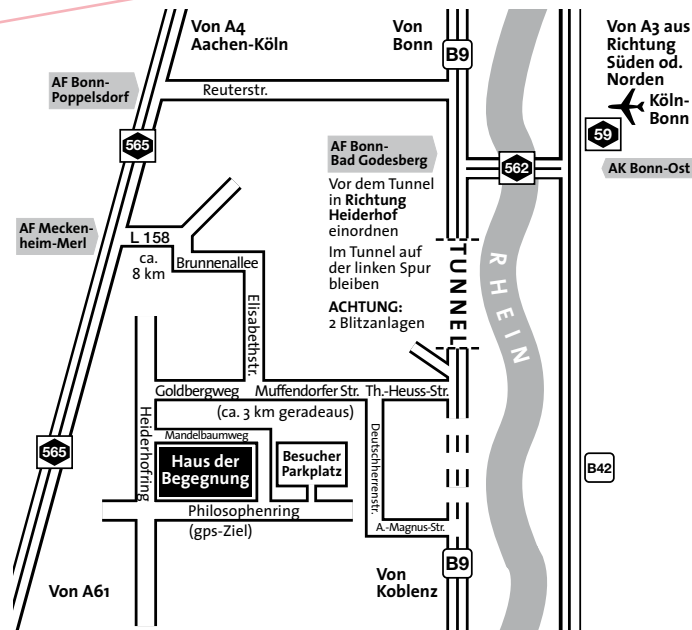 Von A4
Aachen-Köln
Von
Bonn
B9
Von A3 aus
Richtung
Süden od.
Norden
Köln-
Bonn
59
AK Bonn-Ost
AF Bonn-
Poppelsdorf
Reuterstr.
565
AF Bonn-
Bad Godesberg
Vor dem Tunnel
in Richtung
Heiderhof
einordnen
Im Tunnel auf
der linken Spur
bleiben
ACHTUNG:
2 Blitzanlagen
562
TUNNEL
RHEIN
AF Mecken-
heim-Merl
L 158
ca.
8 km
Brunnenallee
Elisabethstr.
Goldbergweg
Muffendorfer Str.
Th.-Heuss-Str.
(ca. 3 km geradeaus)
Heiderhofring
Mandelbaumweg
Haus der
Begegnung
Besucher
Parkplatz
Deutschherrenstr.
565
B42
Philosophenring
(gps-Ziel)
A.-Magnus-Str.
B9
Von A61
Von
Koblenz